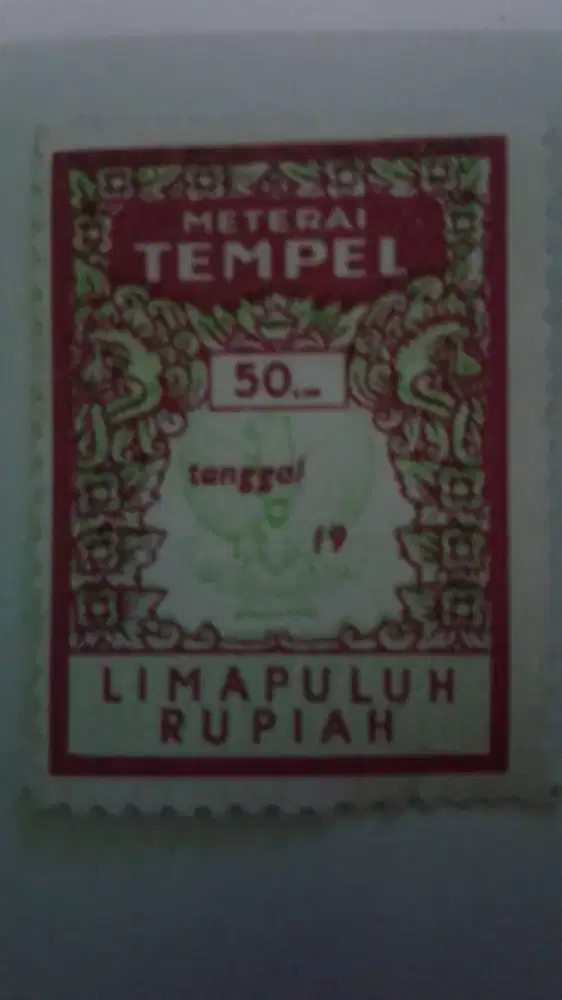 METERAI
TEMPEL
50.-
tanggal
19
LIMAPULUH
RUPIAH